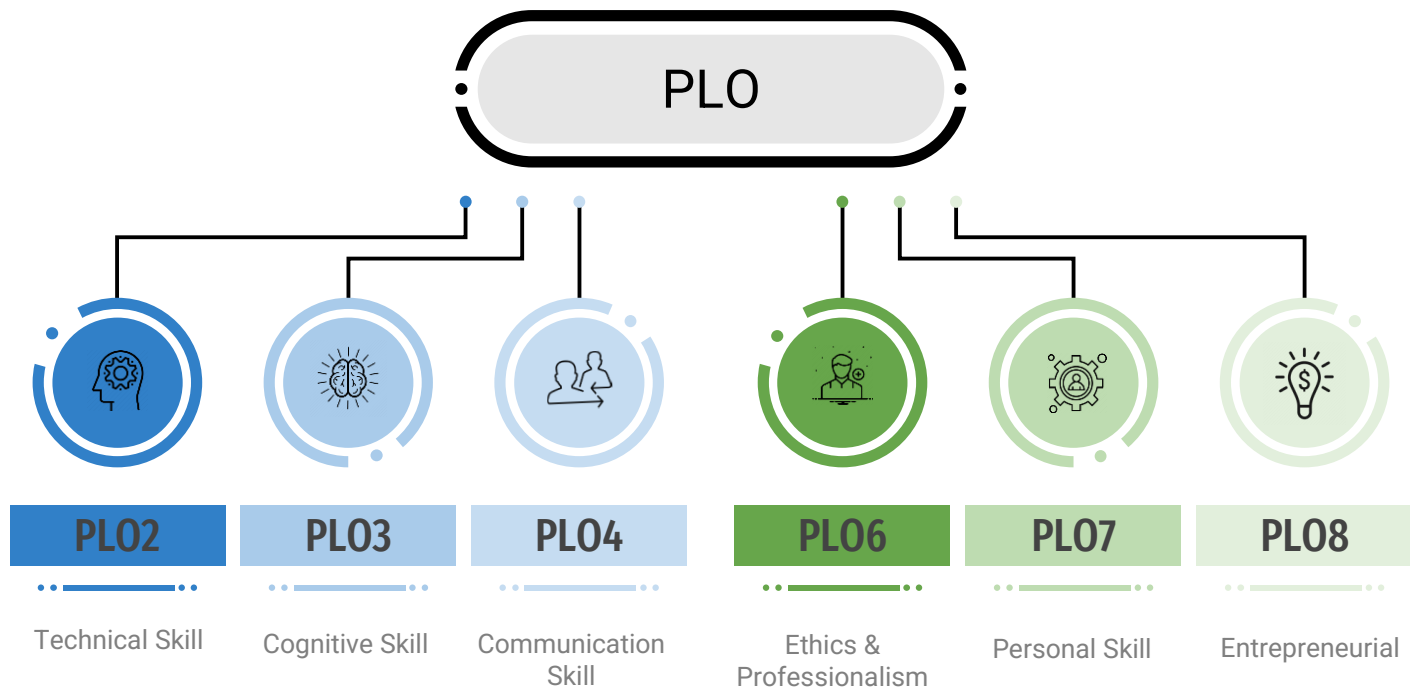 PLO
PLO2
PLO3
PLO4
PLO6
PLO7
PLO8
Technical Skill
Cognitive Skill
Communication
Skill
Ethics &
Professionalism
Personal Skill
Entrepreneurial
$